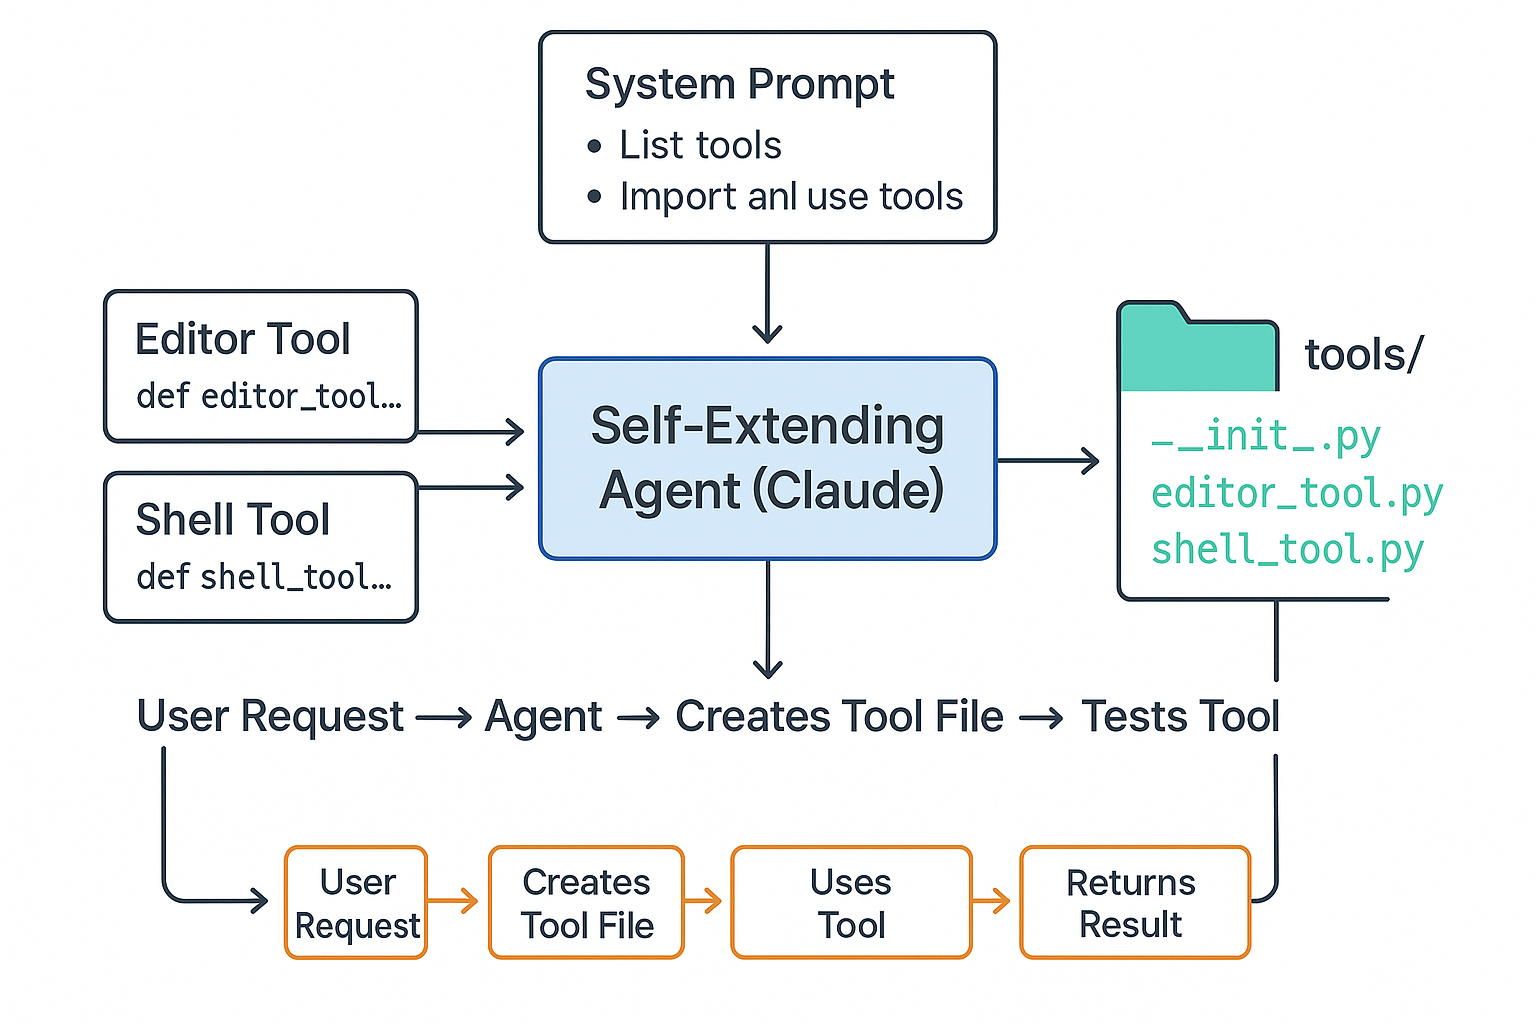 System Prompt
• List tools
• Import anl use tools
Editor Tool
def editor_tool...
Shell Tool
def shell_tool...
Self-Extending
Agent (Claude)
tools/
__init_.py
editor_tool.py
shell_tool.py
User Request → Agent → Creates Tool File → Tests Tool
User
Request
Creates
Tool File
Uses
Tool
Returns
Result